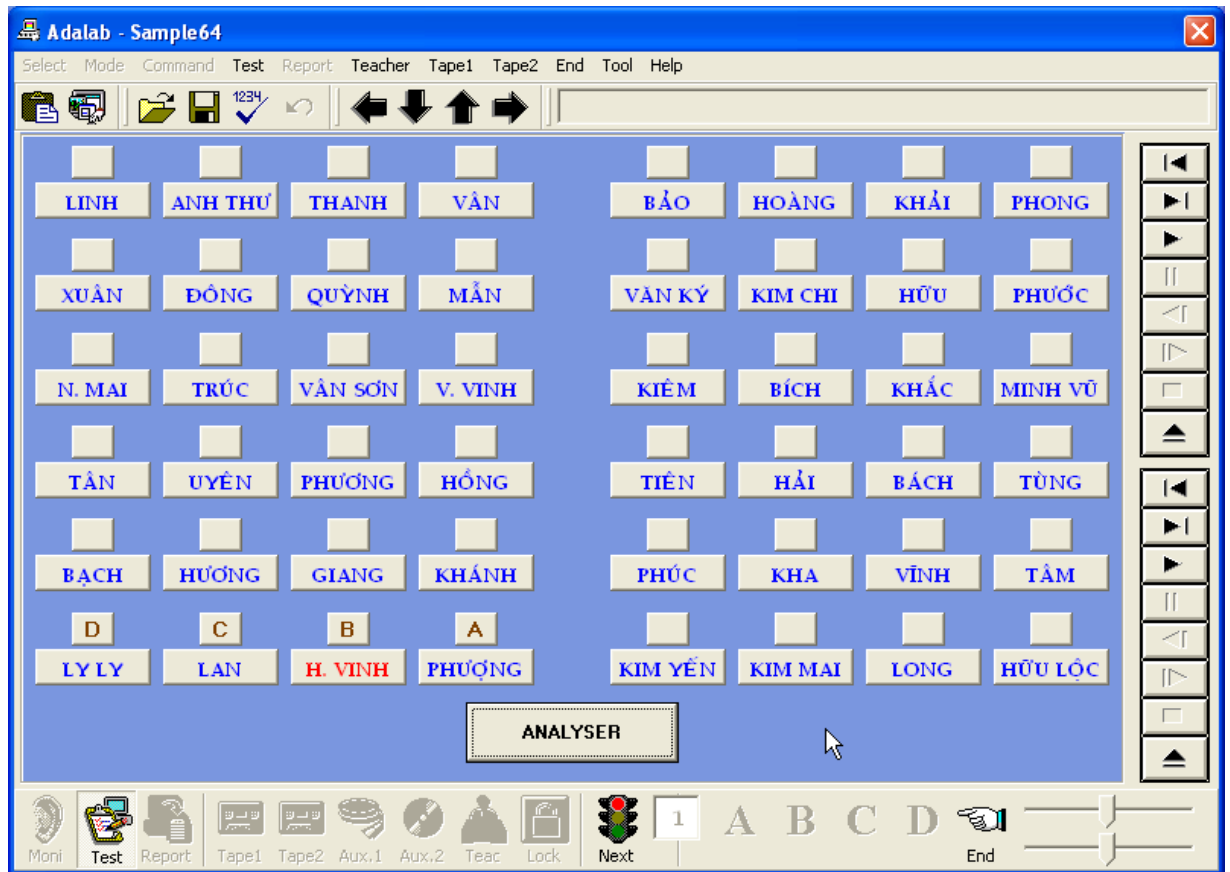 Adalab - Sample64
Select Mode Command Test Report Teacher Tape1 Tape2 End Tool Help
1234
LINH ANH THƯ THANH VÂN BẢO HOÀNG KHẢI PHONG
XUÂN ĐÔNG QUỲNH MẪN VĂN KÝ KIM CHI HỮU PHƯỚC
N. MAI TRÚC VÂN SƠN V. VINH KIÊM BÍCH KHẮC MINH VŨ
TÂN UYÊN PHƯƠNG HỒNG TIÊN HẢI BÁCH TÙNG
BẠCH HƯƠNG GIANG KHÁNH PHÚC KHA VĨNH TÂM
D C B A
LY LY LAN H. VINH PHƯỢNG KIM YẾN KIM MAI LONG HỮU LỘC
ANALYSER
1 A B C D
Moni Test Report Tape1 Tape2 Aux.1 Aux.2 Teac Lock Next End